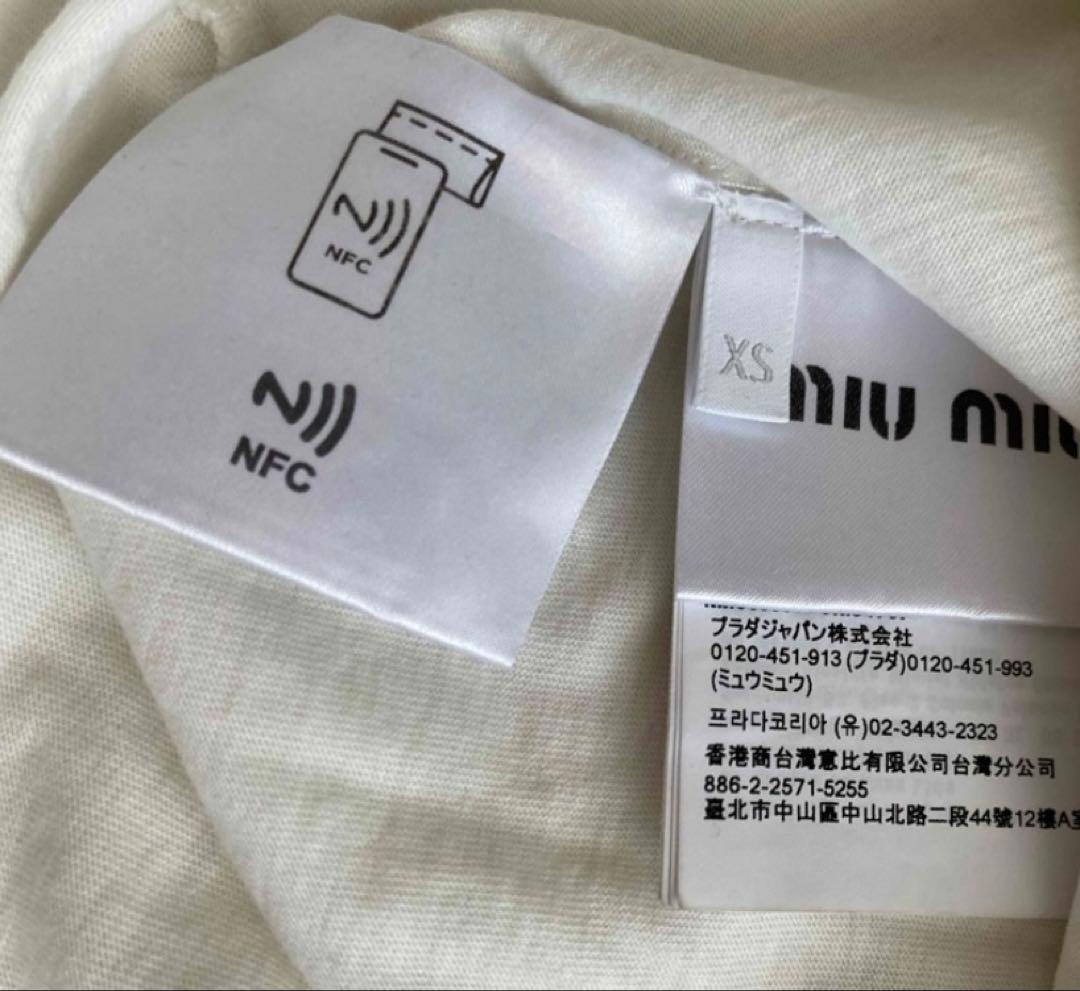 NFC
NFC
XS
miu mi
プラダジャパン株式会社
0120-451-913 (プラダ)0120-451-993
(ミュウミュウ)
프라다코리아 (유)02-3443-2323
香港商台灣意比有限公司台灣分公司
886-2-2571-5255
臺北市中山區中山北路二段44號12樓A室